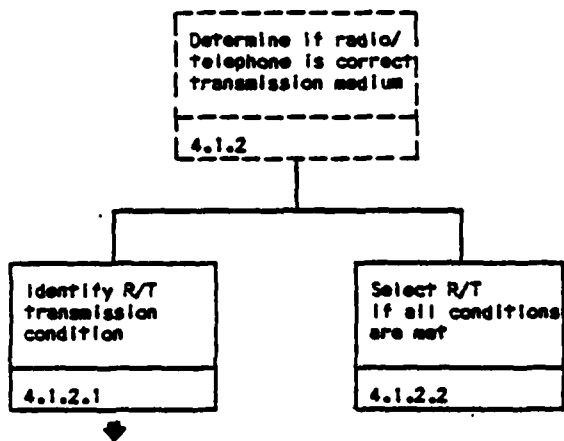 Determine if radio/
telephone is correct
transmission medium
4.1.2
Identify R/T
transmission
condition
4.1.2.1
Select R/T
if all conditions
are met
4.1.2.2